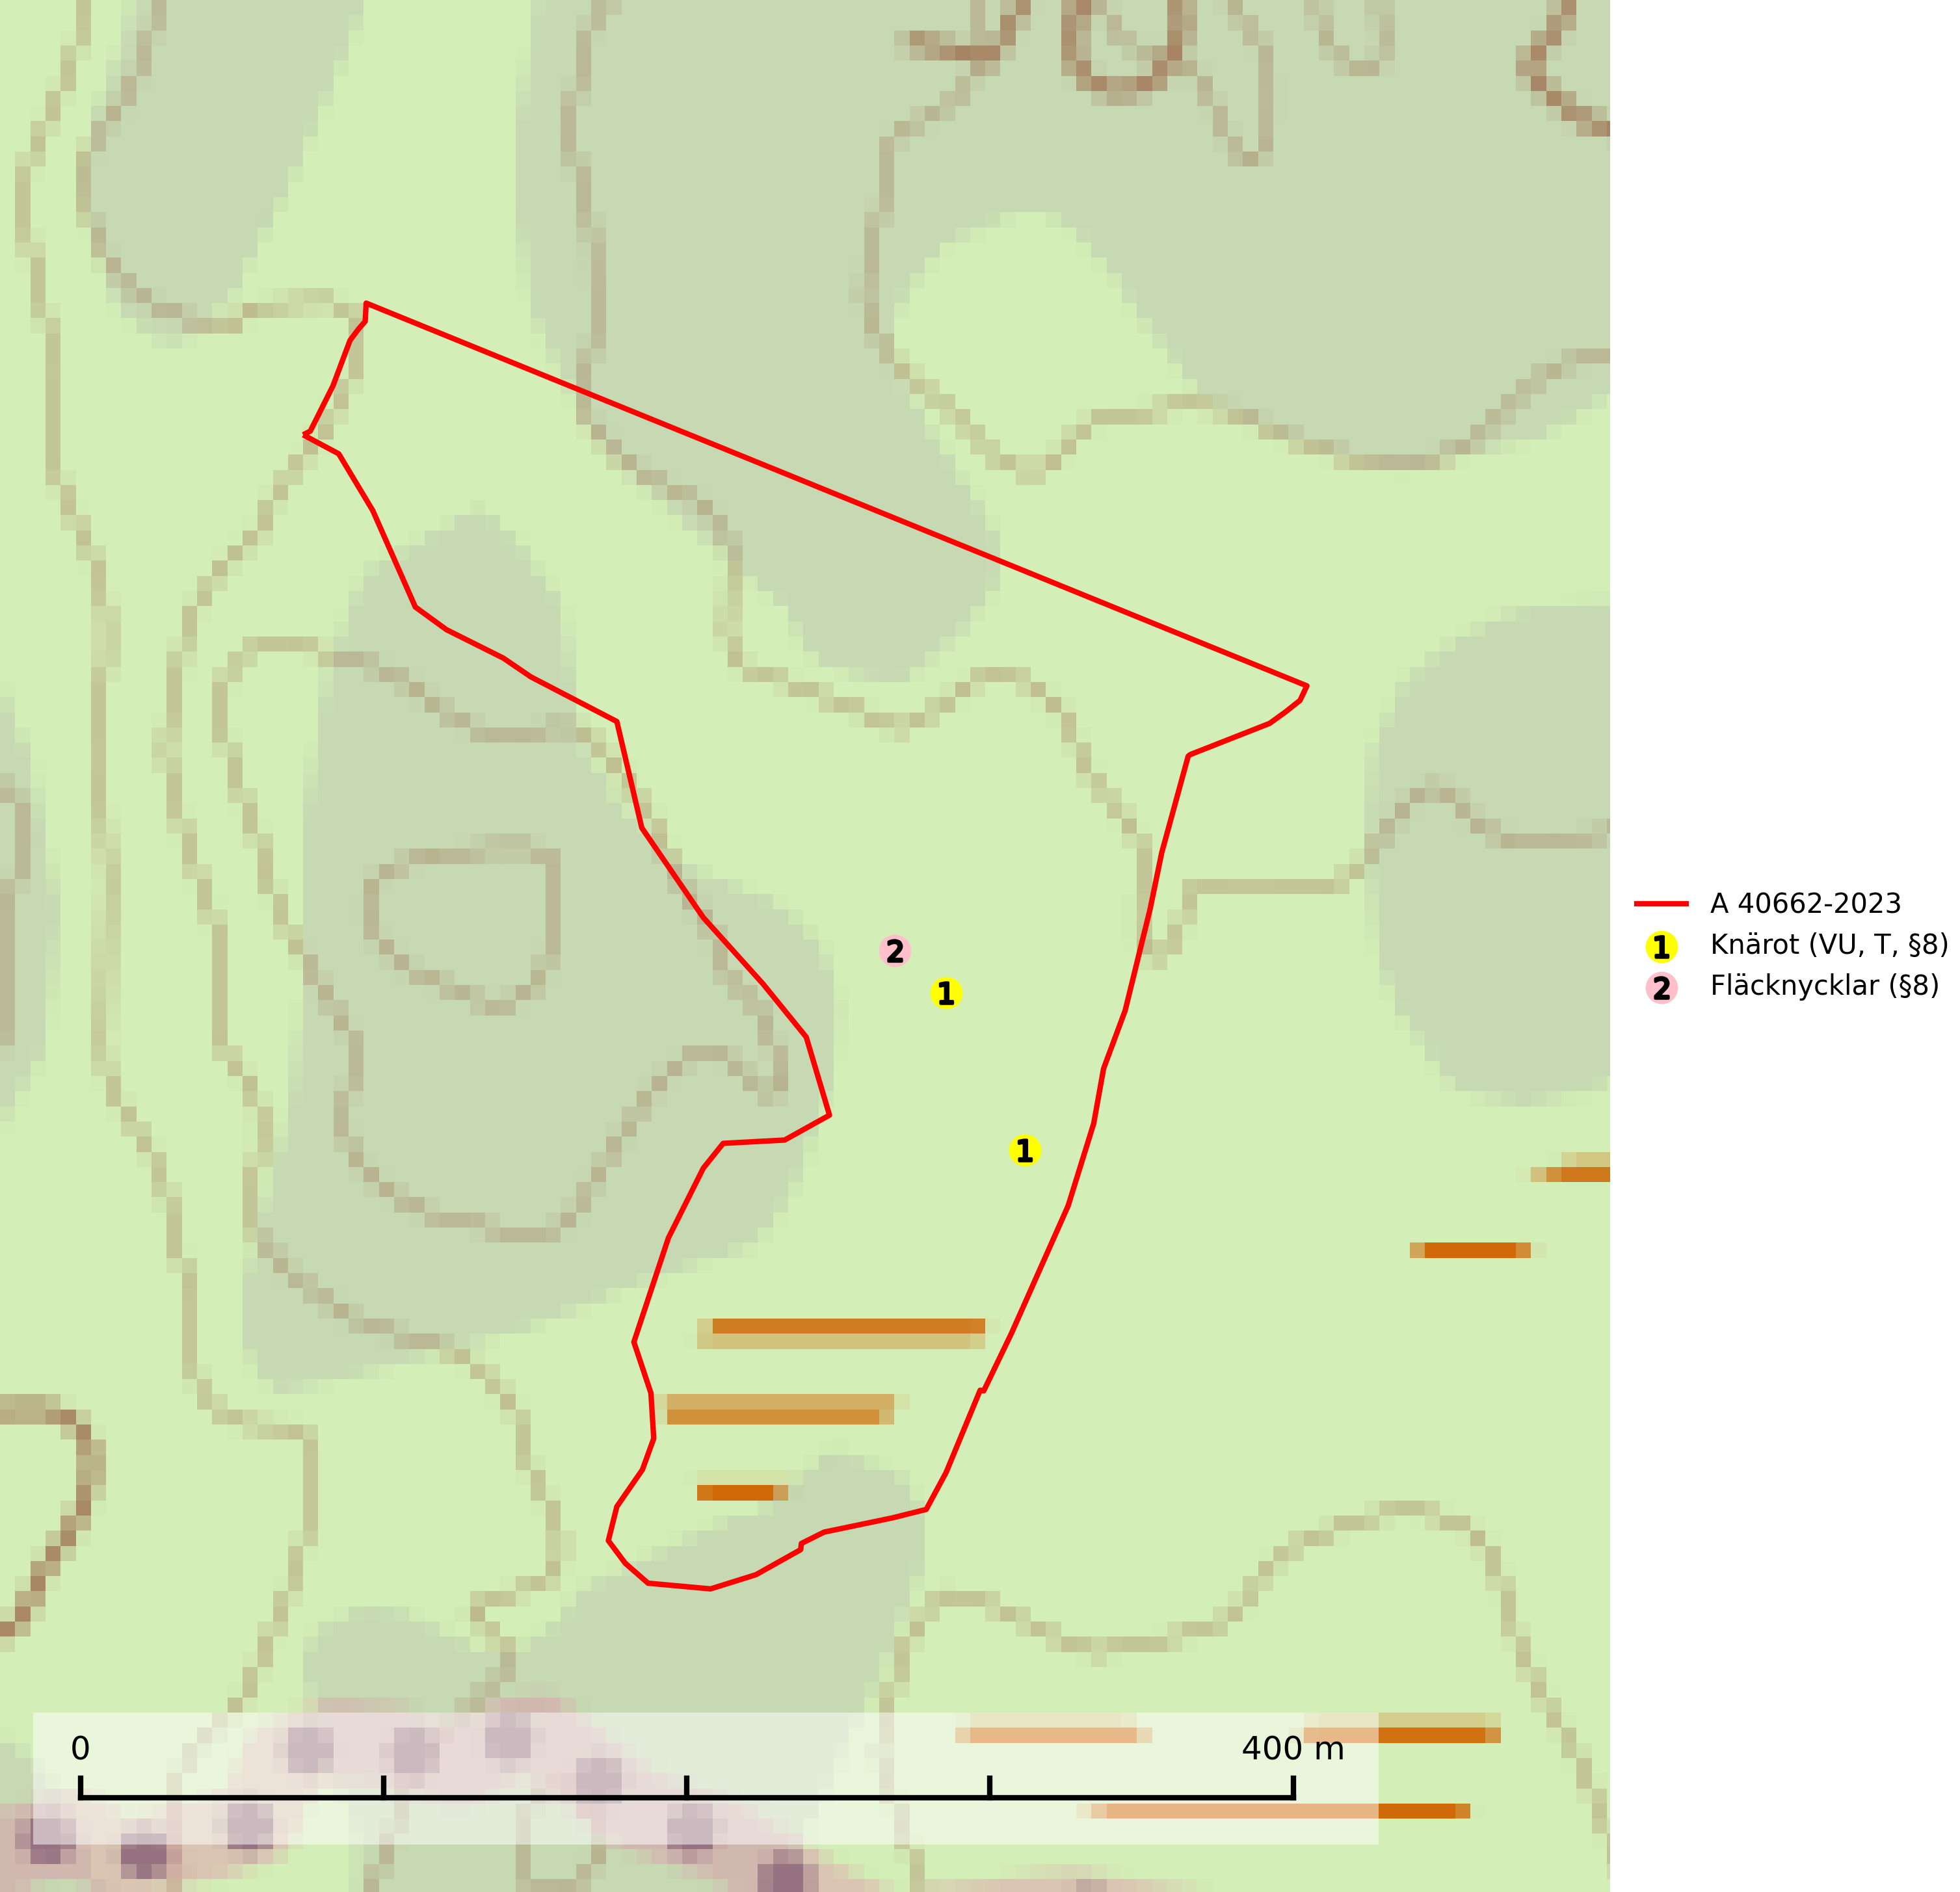 2
1
1
A 40662-2023
1 Knärot (VU, T, §8)
2 Fläcknycklar (§8)
0 400 m